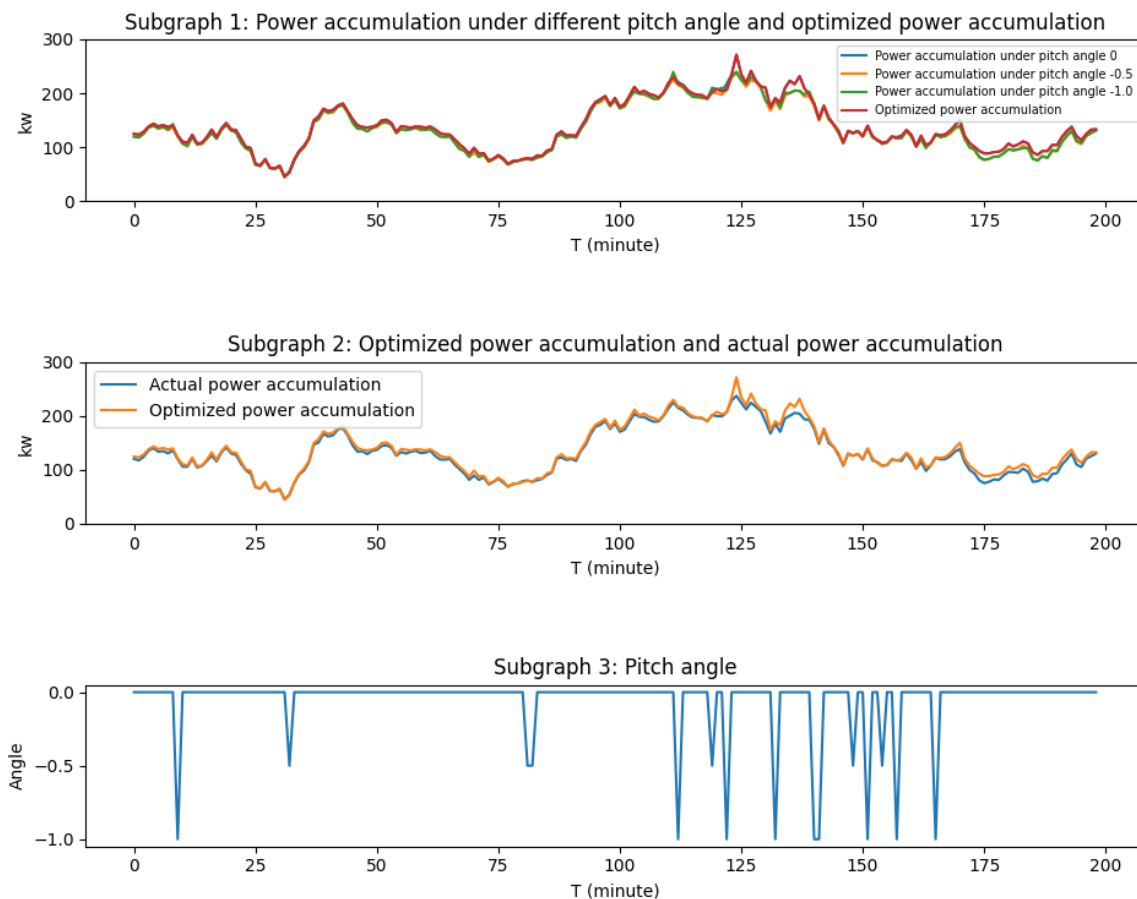 Subgraph 1: Power accumulation under different pitch angle and optimized power accumulation
300
200
100
0
kw
Power accumulation under pitch angle 0
Power accumulation under pitch angle -0.5
Power accumulation under pitch angle -1.0
Optimized power accumulation
0 25 50 75 100 125 150 175 200
T (minute)
Subgraph 2: Optimized power accumulation and actual power accumulation
300
200
100
0
kw
Actual power accumulation
Optimized power accumulation
0 25 50 75 100 125 150 175 200
T (minute)
Subgraph 3: Pitch angle
0.0
−0.5
−1.0
Angle
0 25 50 75 100 125 150 175 200
T (minute)